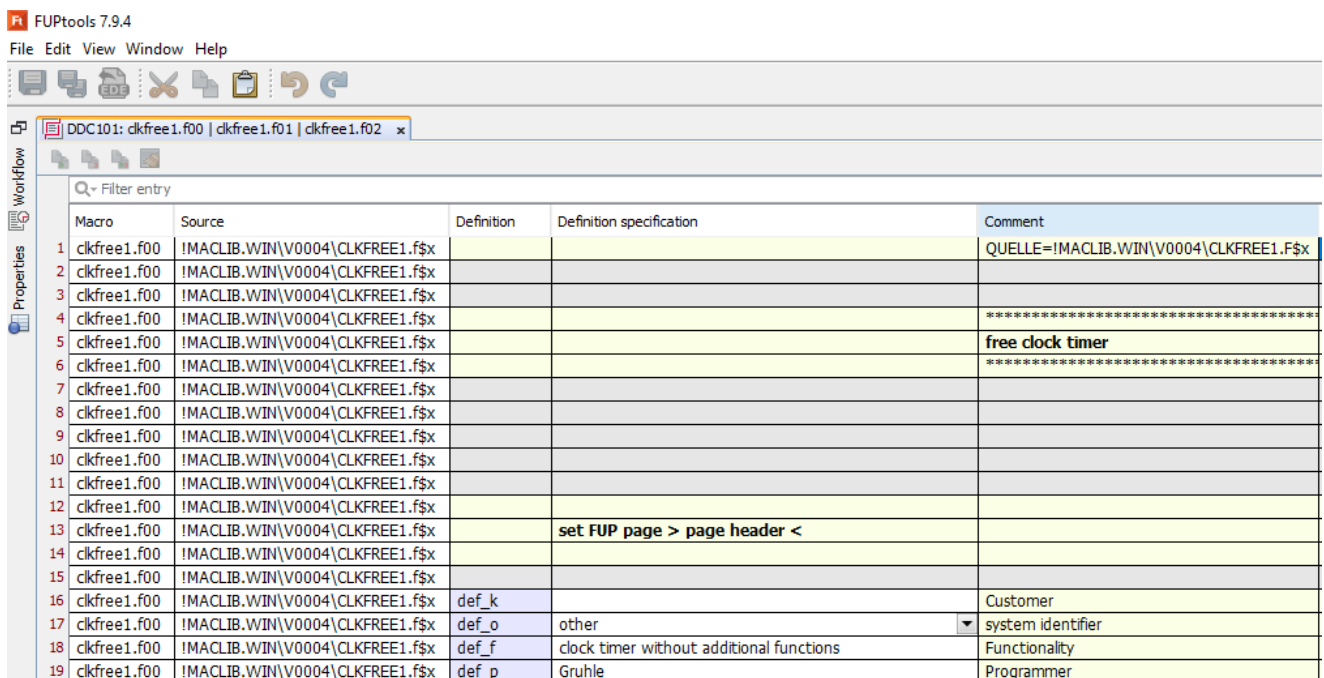 Ft FUPtools 7.9.4
File Edit View Window Help
EDE
DDC101: clkfree1.f00 | clkfree1.f01 | clkfree1.f02 x
Workflow
Properties
Filter entry
Macro Source Definition Definition specification Comment
1 clkfree1.f00 !MACLIB.WIN\V0004\CLKFREE1.f$x QUELLE=!MACLIB.WIN\V0004\CLKFREE1.F$x
2 clkfree1.f00 !MACLIB.WIN\V0004\CLKFREE1.f$x
3 clkfree1.f00 !MACLIB.WIN\V0004\CLKFREE1.f$x
4 clkfree1.f00 !MACLIB.WIN\V0004\CLKFREE1.f$x *************************************
5 clkfree1.f00 !MACLIB.WIN\V0004\CLKFREE1.f$x free clock timer
6 clkfree1.f00 !MACLIB.WIN\V0004\CLKFREE1.f$x *************************************
7 clkfree1.f00 !MACLIB.WIN\V0004\CLKFREE1.f$x
8 clkfree1.f00 !MACLIB.WIN\V0004\CLKFREE1.f$x
9 clkfree1.f00 !MACLIB.WIN\V0004\CLKFREE1.f$x
10 clkfree1.f00 !MACLIB.WIN\V0004\CLKFREE1.f$x
11 clkfree1.f00 !MACLIB.WIN\V0004\CLKFREE1.f$x
12 clkfree1.f00 !MACLIB.WIN\V0004\CLKFREE1.f$x
13 clkfree1.f00 !MACLIB.WIN\V0004\CLKFREE1.f$x set FUP page > page header <
14 clkfree1.f00 !MACLIB.WIN\V0004\CLKFREE1.f$x
15 clkfree1.f00 !MACLIB.WIN\V0004\CLKFREE1.f$x
16 clkfree1.f00 !MACLIB.WIN\V0004\CLKFREE1.f$x def_k Customer
17 clkfree1.f00 !MACLIB.WIN\V0004\CLKFREE1.f$x def_o other system identifier
18 clkfree1.f00 !MACLIB.WIN\V0004\CLKFREE1.f$x def_f clock timer without additional functions Functionality
19 clkfree1.f00 !MACLIB.WIN\V0004\CLKFREE1.f$x def_p Gruhle Programmer